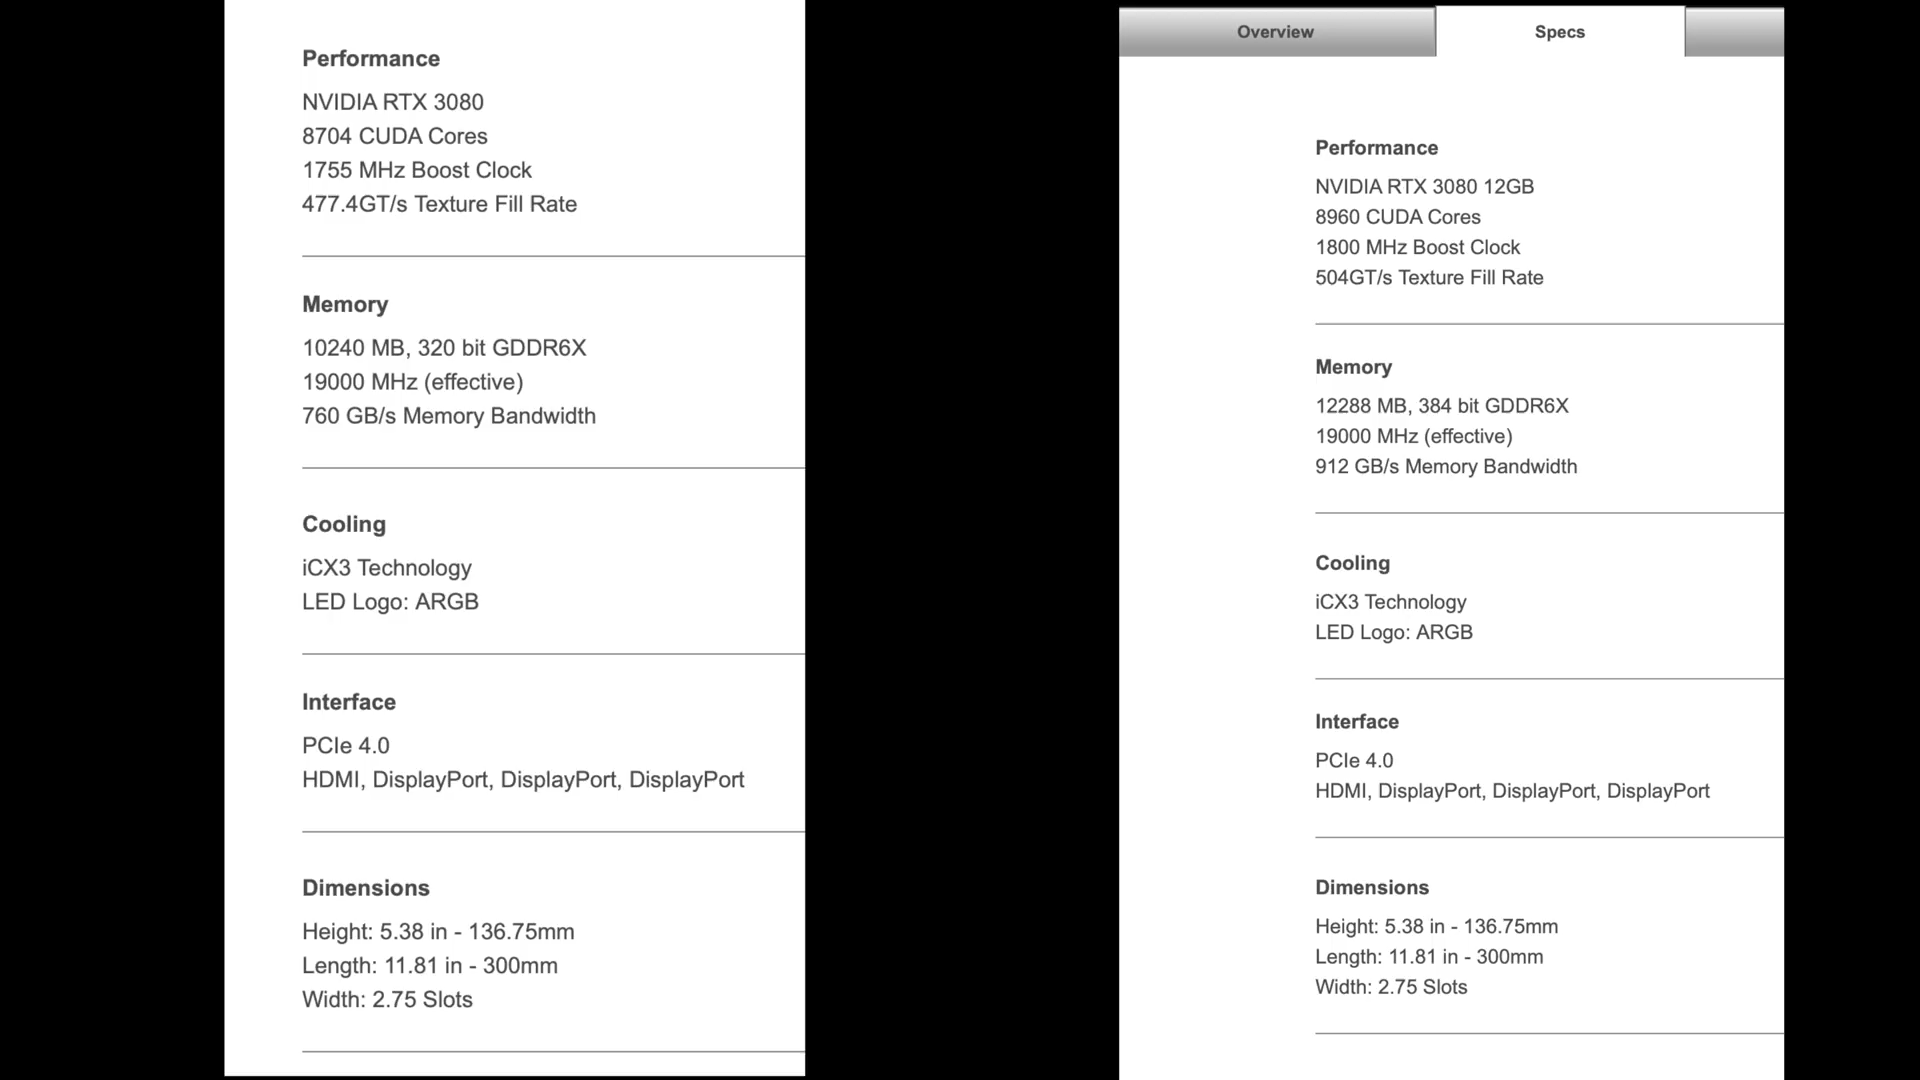 Performance
NVIDIA RTX 3080
8704 CUDA Cores
1755 MHz Boost Clock
477.4GT/s Texture Fill Rate
Memory
10240 MB, 320 bit GDDR6X
19000 MHz (effective)
760 GB/s Memory Bandwidth
Cooling
iCX3 Technology
LED Logo: ARGB
Interface
PCIe 4.0
HDMI, DisplayPort, DisplayPort, DisplayPort
Dimensions
Height: 5.38 in - 136.75mm
Length: 11.81 in - 300mm
Width: 2.75 Slots
Overview
Specs
Performance
NVIDIA RTX 3080 12GB
8960 CUDA Cores
1800 MHz Boost Clock
504GT/s Texture Fill Rate
Memory
12288 MB, 384 bit GDDR6X
19000 MHz (effective)
912 GB/s Memory Bandwidth
Cooling
iCX3 Technology
LED Logo: ARGB
Interface
PCIe 4.0
HDMI, DisplayPort, DisplayPort, DisplayPort
Dimensions
Height: 5.38 in - 136.75mm
Length: 11.81 in - 300mm
Width: 2.75 Slots